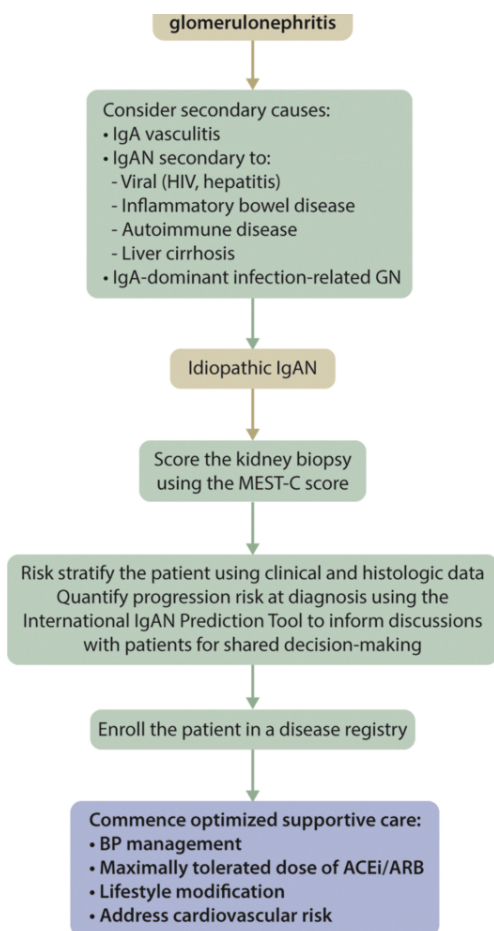 glomerulonephritis
Consider secondary causes:
• IgA vasculitis
• IgAN secondary to:
- Viral (HIV, hepatitis)
- Inflammatory bowel disease
- Autoimmune disease
- Liver cirrhosis
• IgA-dominant infection-related GN
Idiopathic IgAN
Score the kidney biopsy
using the MEST-C score
Risk stratify the patient using clinical and histologic data
Quantify progression risk at diagnosis using the
International IgAN Prediction Tool to inform discussions
with patients for shared decision-making
Enroll the patient in a disease registry
Commence optimized supportive care:
• BP management
• Maximally tolerated dose of ACEi/ARB
• Lifestyle modification
• Address cardiovascular risk